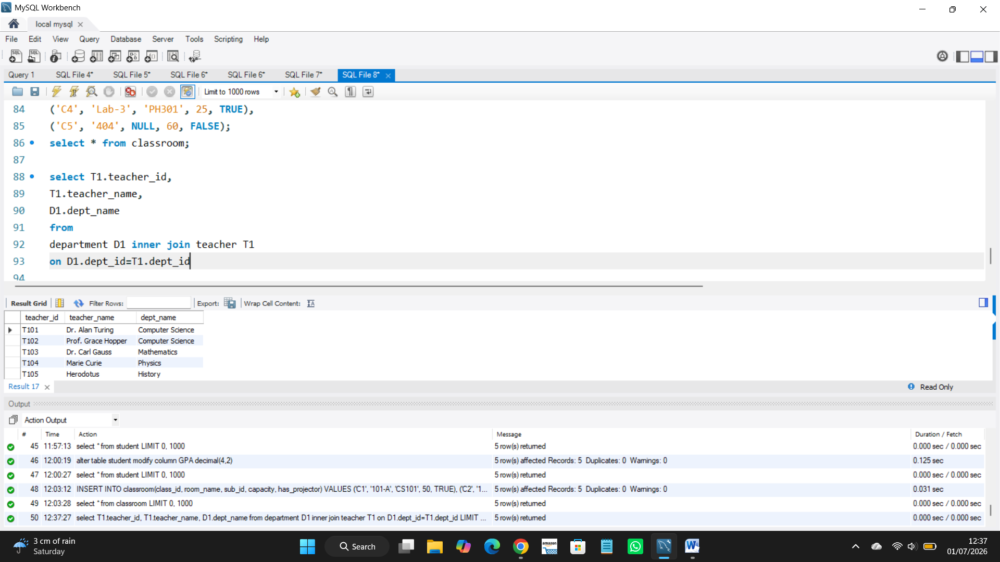 MySQL Workbench
local mysql
File Edit View Query Database Server Tools Scripting Help
Query 1 SQL File 4* SQL File 5* SQL File 6* SQL File 6* SQL File 7* SQL File 8*
Limit to 1000 rows
84 ('C4', 'Lab-3', 'PH301', 25, TRUE),
85 ('C5', '404', NULL, 60, FALSE);
86 select * from classroom;
87
88 select T1.teacher_id,
89 T1.teacher_name,
90 D1.dept_name
91 from
92 department D1 inner join teacher T1
93 on D1.dept_id=T1.dept_id
94
Result Grid Filter Rows: Export: Wrap Cell Content:
teacher_id teacher_name dept_name
T101 Dr. Alan Turing Computer Science
T102 Prof. Grace Hopper Computer Science
T103 Dr. Carl Gauss Mathematics
T104 Marie Curie Physics
T105 Herodotus History
Result 17 Read Only
Output
Action Output
# Time Action Message Duration / Fetch
45 11:57:13 select * from student LIMIT 0, 1000 5 row(s) returned 0.000 sec / 0.000 sec
46 12:00:19 alter table student modify column GPA decimal(4,2) 5 row(s) affected Records: 5 Duplicates: 0 Warnings: 0 0.125 sec
47 12:00:27 select * from student LIMIT 0, 1000 5 row(s) returned 0.000 sec / 0.000 sec
48 12:03:12 INSERT INTO classroom(class_id, room_name, sub_id, capacity, has_projector) VALUES ('C1', '101-A', 'CS101', 50, TRUE), ('C2', '1... 5 row(s) affected Records: 5 Duplicates: 0 Warnings: 0 0.031 sec
49 12:03:28 select * from classroom LIMIT 0, 1000 5 row(s) returned 0.000 sec / 0.000 sec
50 12:37:27 select T1.teacher_id, T1.teacher_name, D1.dept_name from department D1 inner join teacher T1 on D1.dept_id=T1.dept_id LIMIT ... 5 row(s) returned 0.000 sec / 0.000 sec
3 cm of rain
Saturday
Search
amazon
12:37
01/07/2026